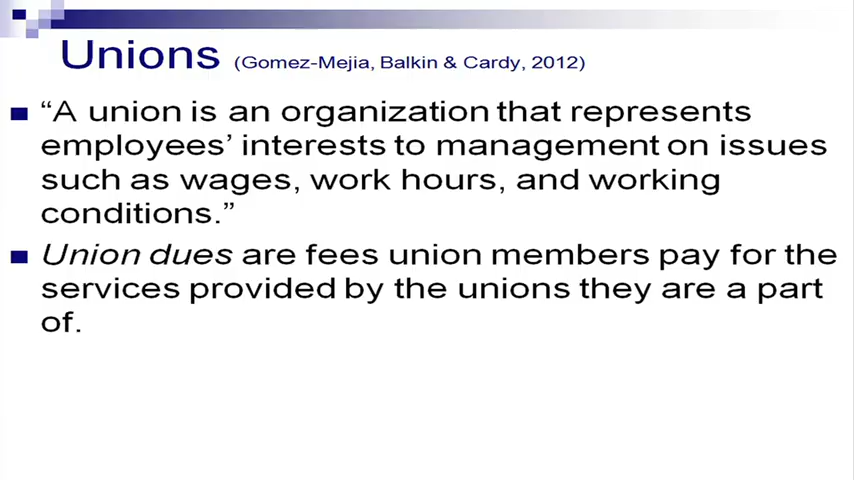 Unions (Gomez-Mejia, Balkin & Cardy, 2012)
“A union is an organization that represents
employees’ interests to management on issues
such as wages, work hours, and working
conditions.”
Union dues are fees union members pay for the
services provided by the unions they are a part
of.